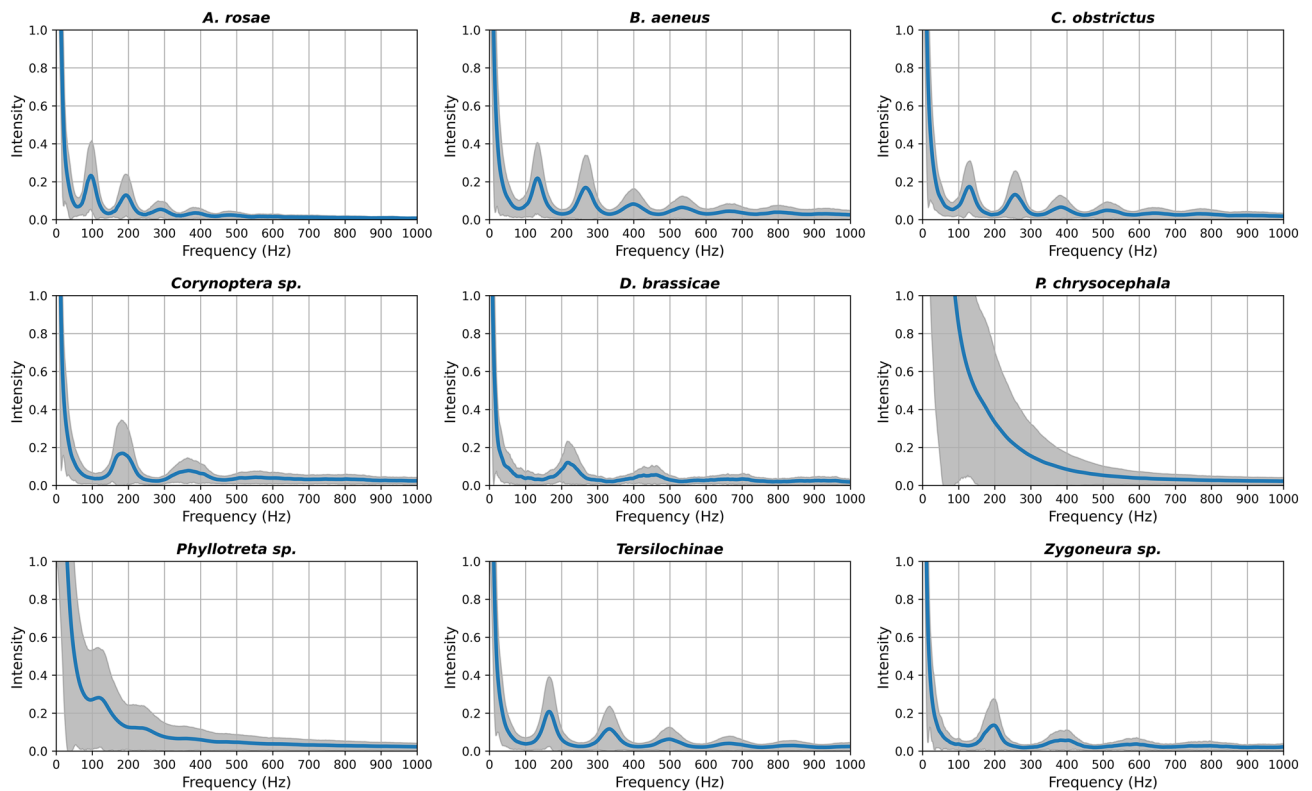 A. rosae
B. aeneus
C. obstrictus
1.0
0.8
0.6
0.4
0.2
0.0
Intensity
0 100 200 300 400 500 600 700 800 900 1000
Frequency (Hz)
1.0
0.8
0.6
0.4
0.2
0.0
Intensity
0 100 200 300 400 500 600 700 800 900 1000
Frequency (Hz)
1.0
0.8
0.6
0.4
0.2
0.0
Intensity
0 100 200 300 400 500 600 700 800 900 1000
Frequency (Hz)
Corynoptera sp.
D. brassicae
P. chrysocephala
1.0
0.8
0.6
0.4
0.2
0.0
Intensity
0 100 200 300 400 500 600 700 800 900 1000
Frequency (Hz)
1.0
0.8
0.6
0.4
0.2
0.0
Intensity
0 100 200 300 400 500 600 700 800 900 1000
Frequency (Hz)
1.0
0.8
0.6
0.4
0.2
0.0
Intensity
0 100 200 300 400 500 600 700 800 900 1000
Frequency (Hz)
Phyllotreta sp.
Tersilochinae
Zygoneura sp.
1.0
0.8
0.6
0.4
0.2
0.0
Intensity
0 100 200 300 400 500 600 700 800 900 1000
Frequency (Hz)
1.0
0.8
0.6
0.4
0.2
0.0
Intensity
0 100 200 300 400 500 600 700 800 900 1000
Frequency (Hz)
1.0
0.8
0.6
0.4
0.2
0.0
Intensity
0 100 200 300 400 500 600 700 800 900 1000
Frequency (Hz)